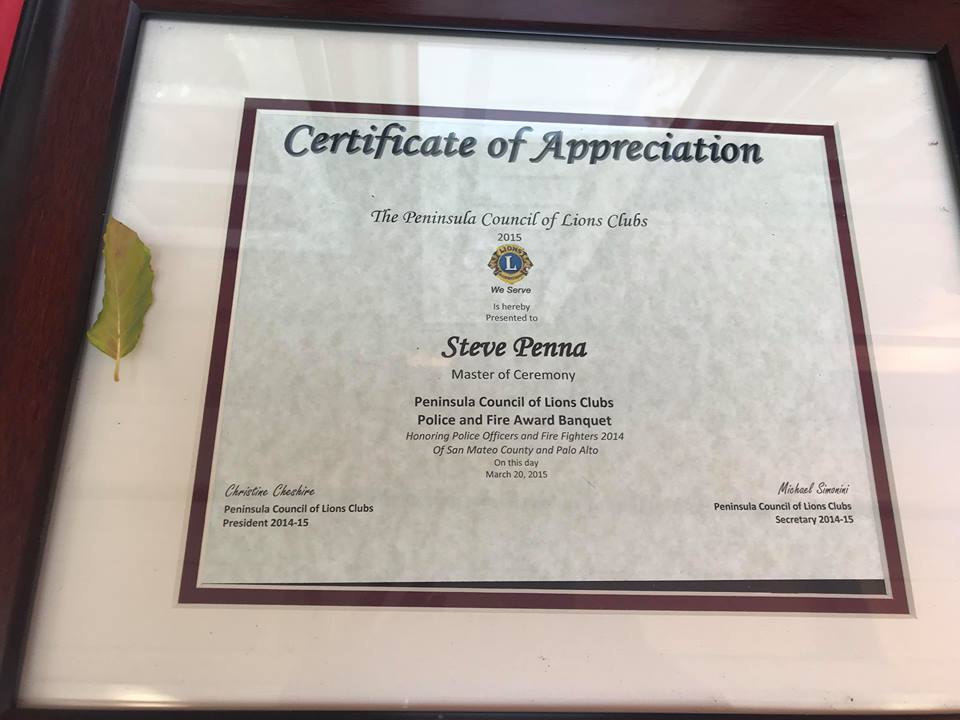 Certificate of Appreciation
The Peninsula Council of Lions Clubs
2015
LIONS
L
We Serve
Is hereby
Presented to
Steve Penna
Master of Ceremony
Peninsula Council of Lions Clubs
Police and Fire Award Banquet
Honoring Police Officers and Fire Fighters 2014
Of San Mateo County and Palo Alto
On this day
March 20, 2015
Christine Cheshire
Peninsula Council of Lions Clubs
President 2014-15
Michael Simonini
Peninsula Council of Lions Clubs
Secretary 2014-15